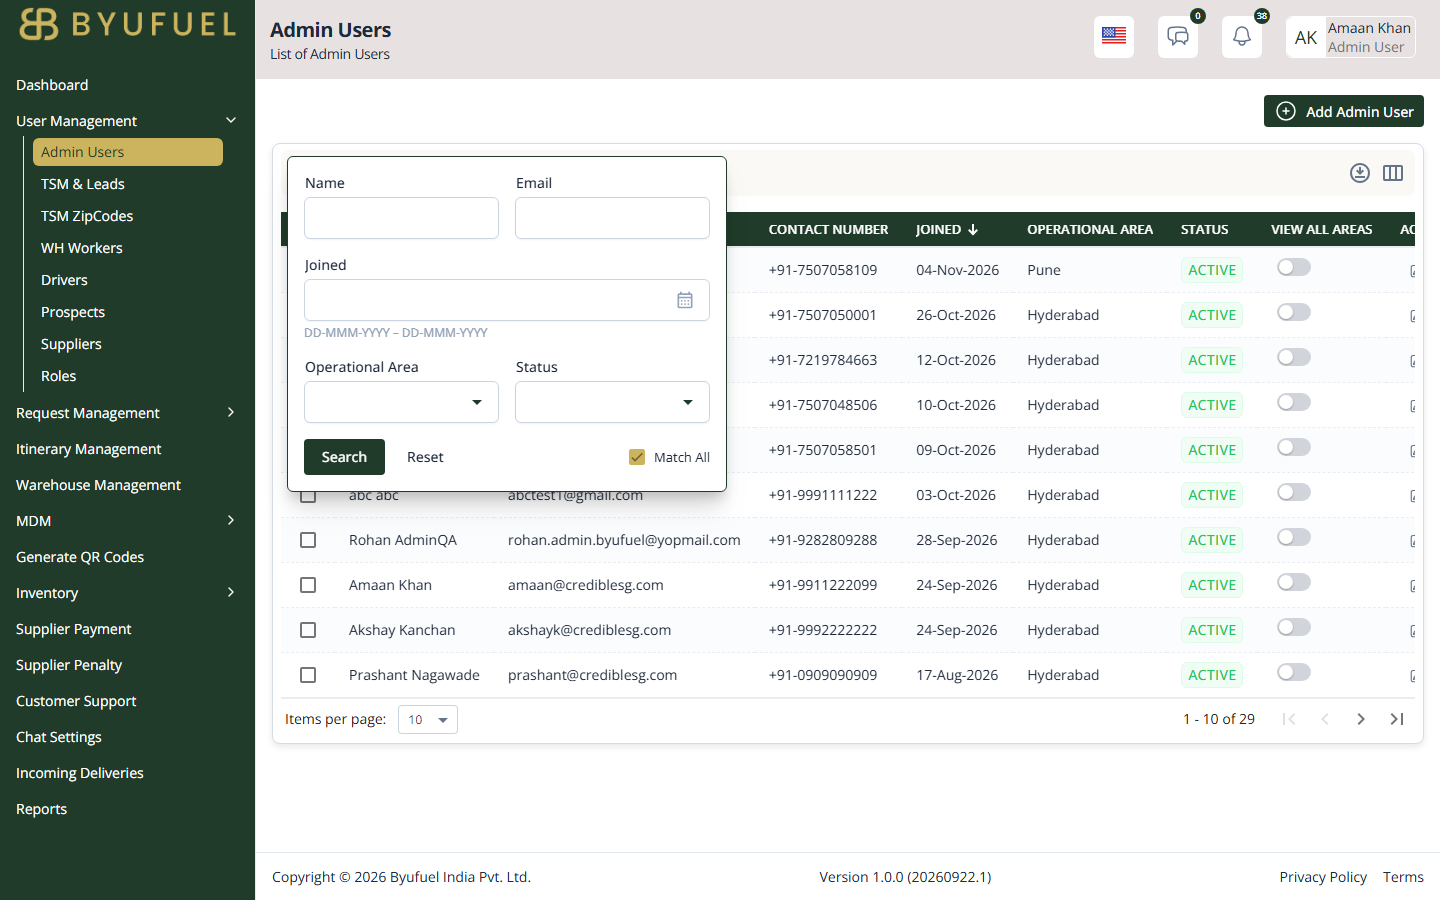 BYUFUEL
Admin Users
List of Admin Users
0
38
AK
Amaan Khan
Admin User
Dashboard
User Management
Admin Users
TSM & Leads
TSM ZipCodes
WH Workers
Drivers
Prospects
Suppliers
Roles
Request Management
Itinerary Management
Warehouse Management
MDM
Generate QR Codes
Inventory
Supplier Payment
Supplier Penalty
Customer Support
Chat Settings
Incoming Deliveries
Reports
Add Admin User
Name
Email
Joined
DD-MMM-YYYY – DD-MMM-YYYY
Operational Area
Status
Search
Reset
Match All
CONTACT NUMBER JOINED OPERATIONAL AREA STATUS VIEW ALL AREAS
+91-7507058109 04-Nov-2026 Pune ACTIVE
+91-7507050001 26-Oct-2026 Hyderabad ACTIVE
+91-7219784663 12-Oct-2026 Hyderabad ACTIVE
+91-7507048506 10-Oct-2026 Hyderabad ACTIVE
+91-7507058501 09-Oct-2026 Hyderabad ACTIVE
abc abc abctest1@gmail.com +91-9991111222 03-Oct-2026 Hyderabad ACTIVE
Rohan AdminQA rohan.admin.byufuel@yopmail.com +91-9282809288 28-Sep-2026 Hyderabad ACTIVE
Amaan Khan amaan@crediblesg.com +91-9911222099 24-Sep-2026 Hyderabad ACTIVE
Akshay Kanchan akshayk@crediblesg.com +91-9992222222 24-Sep-2026 Hyderabad ACTIVE
Prashant Nagawade prashant@crediblesg.com +91-0909090909 17-Aug-2026 Hyderabad ACTIVE
Items per page: 10
1 - 10 of 29
Copyright © 2026 Byufuel India Pvt. Ltd.
Version 1.0.0 (20260922.1)
Privacy Policy Terms